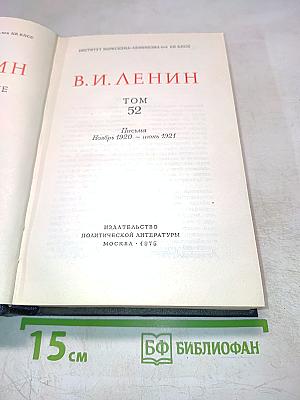 ИНСТИТУТ МАРКСИЗМА-ЛЕНИНИЗМА при ЦК КПСС
ИН
В.И. ЛЕНИН
ТОМ
52
Письма
Ноябрь 1920 – июнь 1921
ИЗДАТЕЛЬСТВО
ПОЛИТИЧЕСКОЙ ЛИТЕРАТУРЫ
МОСКВА · 1975
15 см
БФ БИБЛИОФАН